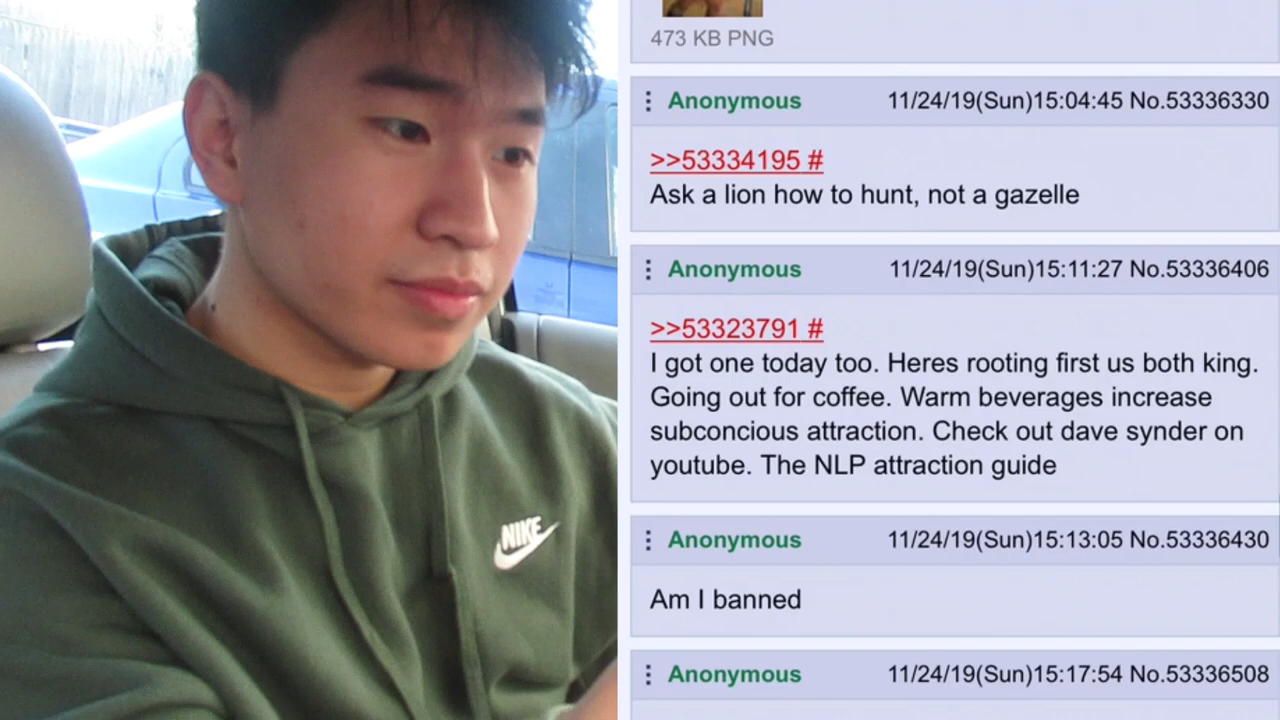 NIKE
473 KB PNG
Anonymous 11/24/19(Sun)15:04:45 No.53336330
>>53334195 #
Ask a lion how to hunt, not a gazelle
Anonymous 11/24/19(Sun)15:11:27 No.53336406
>>53323791 #
I got one today too. Heres rooting first us both king.
Going out for coffee. Warm beverages increase
subconcious attraction. Check out dave synder on
youtube. The NLP attraction guide
Anonymous 11/24/19(Sun)15:13:05 No.53336430
Am I banned
Anonymous 11/24/19(Sun)15:17:54 No.53336508